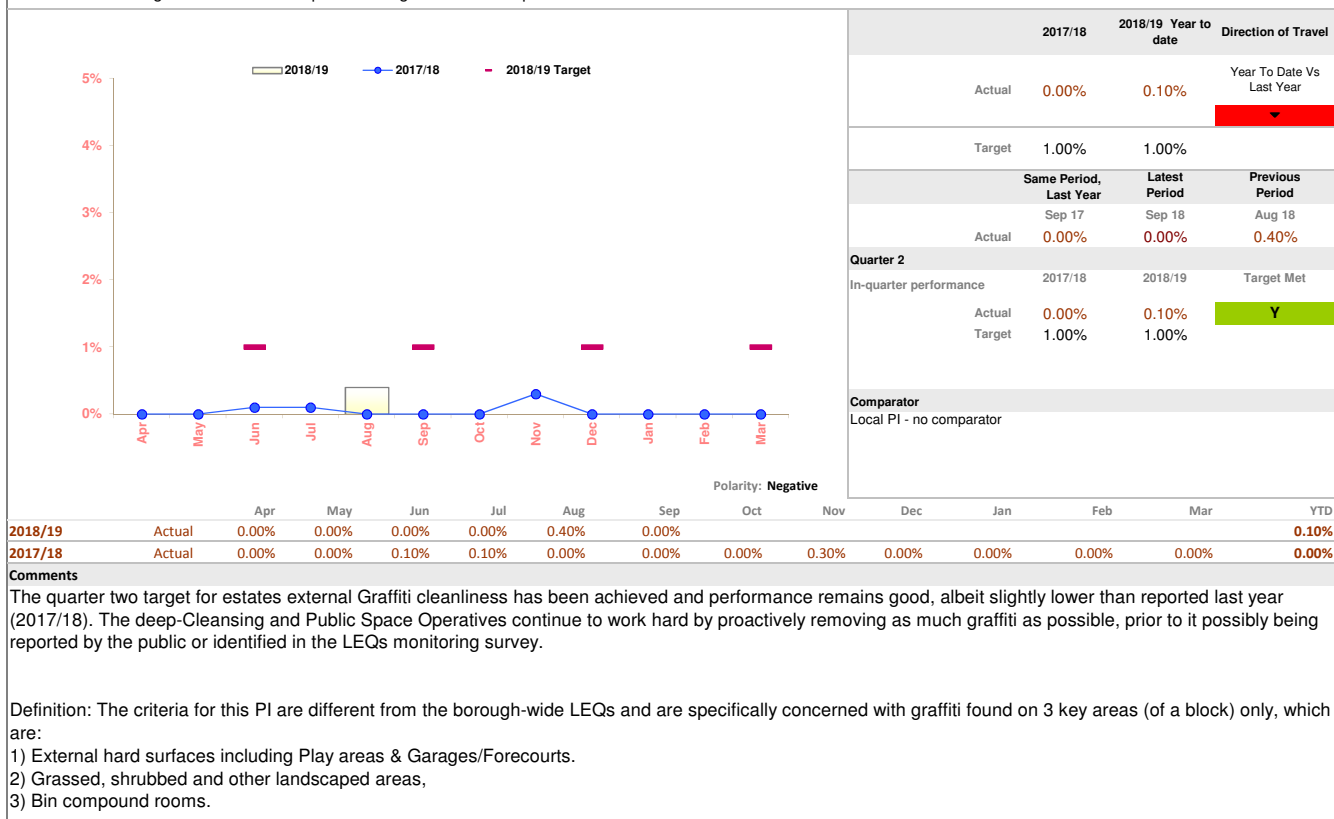 2018/19 2017/18 2018/19 Target
5%
4%
3%
2%
1%
0%
Apr May Jun Jul Aug Sep Oct Nov Dec Jan Feb Mar
Polarity: Negative
2017/18 2018/19 Year to date Direction of Travel
Actual 0.00% 0.10% Year To Date Vs Last Year
Target 1.00% 1.00%
Same Period, Last Year Latest Period Previous Period
Sep 17 Sep 18 Aug 18
Actual 0.00% 0.00% 0.40%
Quarter 2
In-quarter performance 2017/18 2018/19 Target Met
Actual 0.00% 0.10% Y
Target 1.00% 1.00%
Comparator
Local PI - no comparator
Apr May Jun Jul Aug Sep Oct Nov Dec Jan Feb Mar YTD
2018/19 Actual 0.00% 0.00% 0.00% 0.00% 0.40% 0.00% 0.10%
2017/18 Actual 0.00% 0.00% 0.10% 0.10% 0.00% 0.00% 0.00% 0.30% 0.00% 0.00% 0.00% 0.00% 0.00%
Comments
The quarter two target for estates external Graffiti cleanliness has been achieved and performance remains good, albeit slightly lower than reported last year
(2017/18). The deep-Cleansing and Public Space Operatives continue to work hard by proactively removing as much graffiti as possible, prior to it possibly being
reported by the public or identified in the LEQs monitoring survey.
Definition: The criteria for this PI are different from the borough-wide LEQs and are specifically concerned with graffiti found on 3 key areas (of a block) only, which
are:
1) External hard surfaces including Play areas & Garages/Forecourts.
2) Grassed, shrubbed and other landscaped areas,
3) Bin compound rooms.